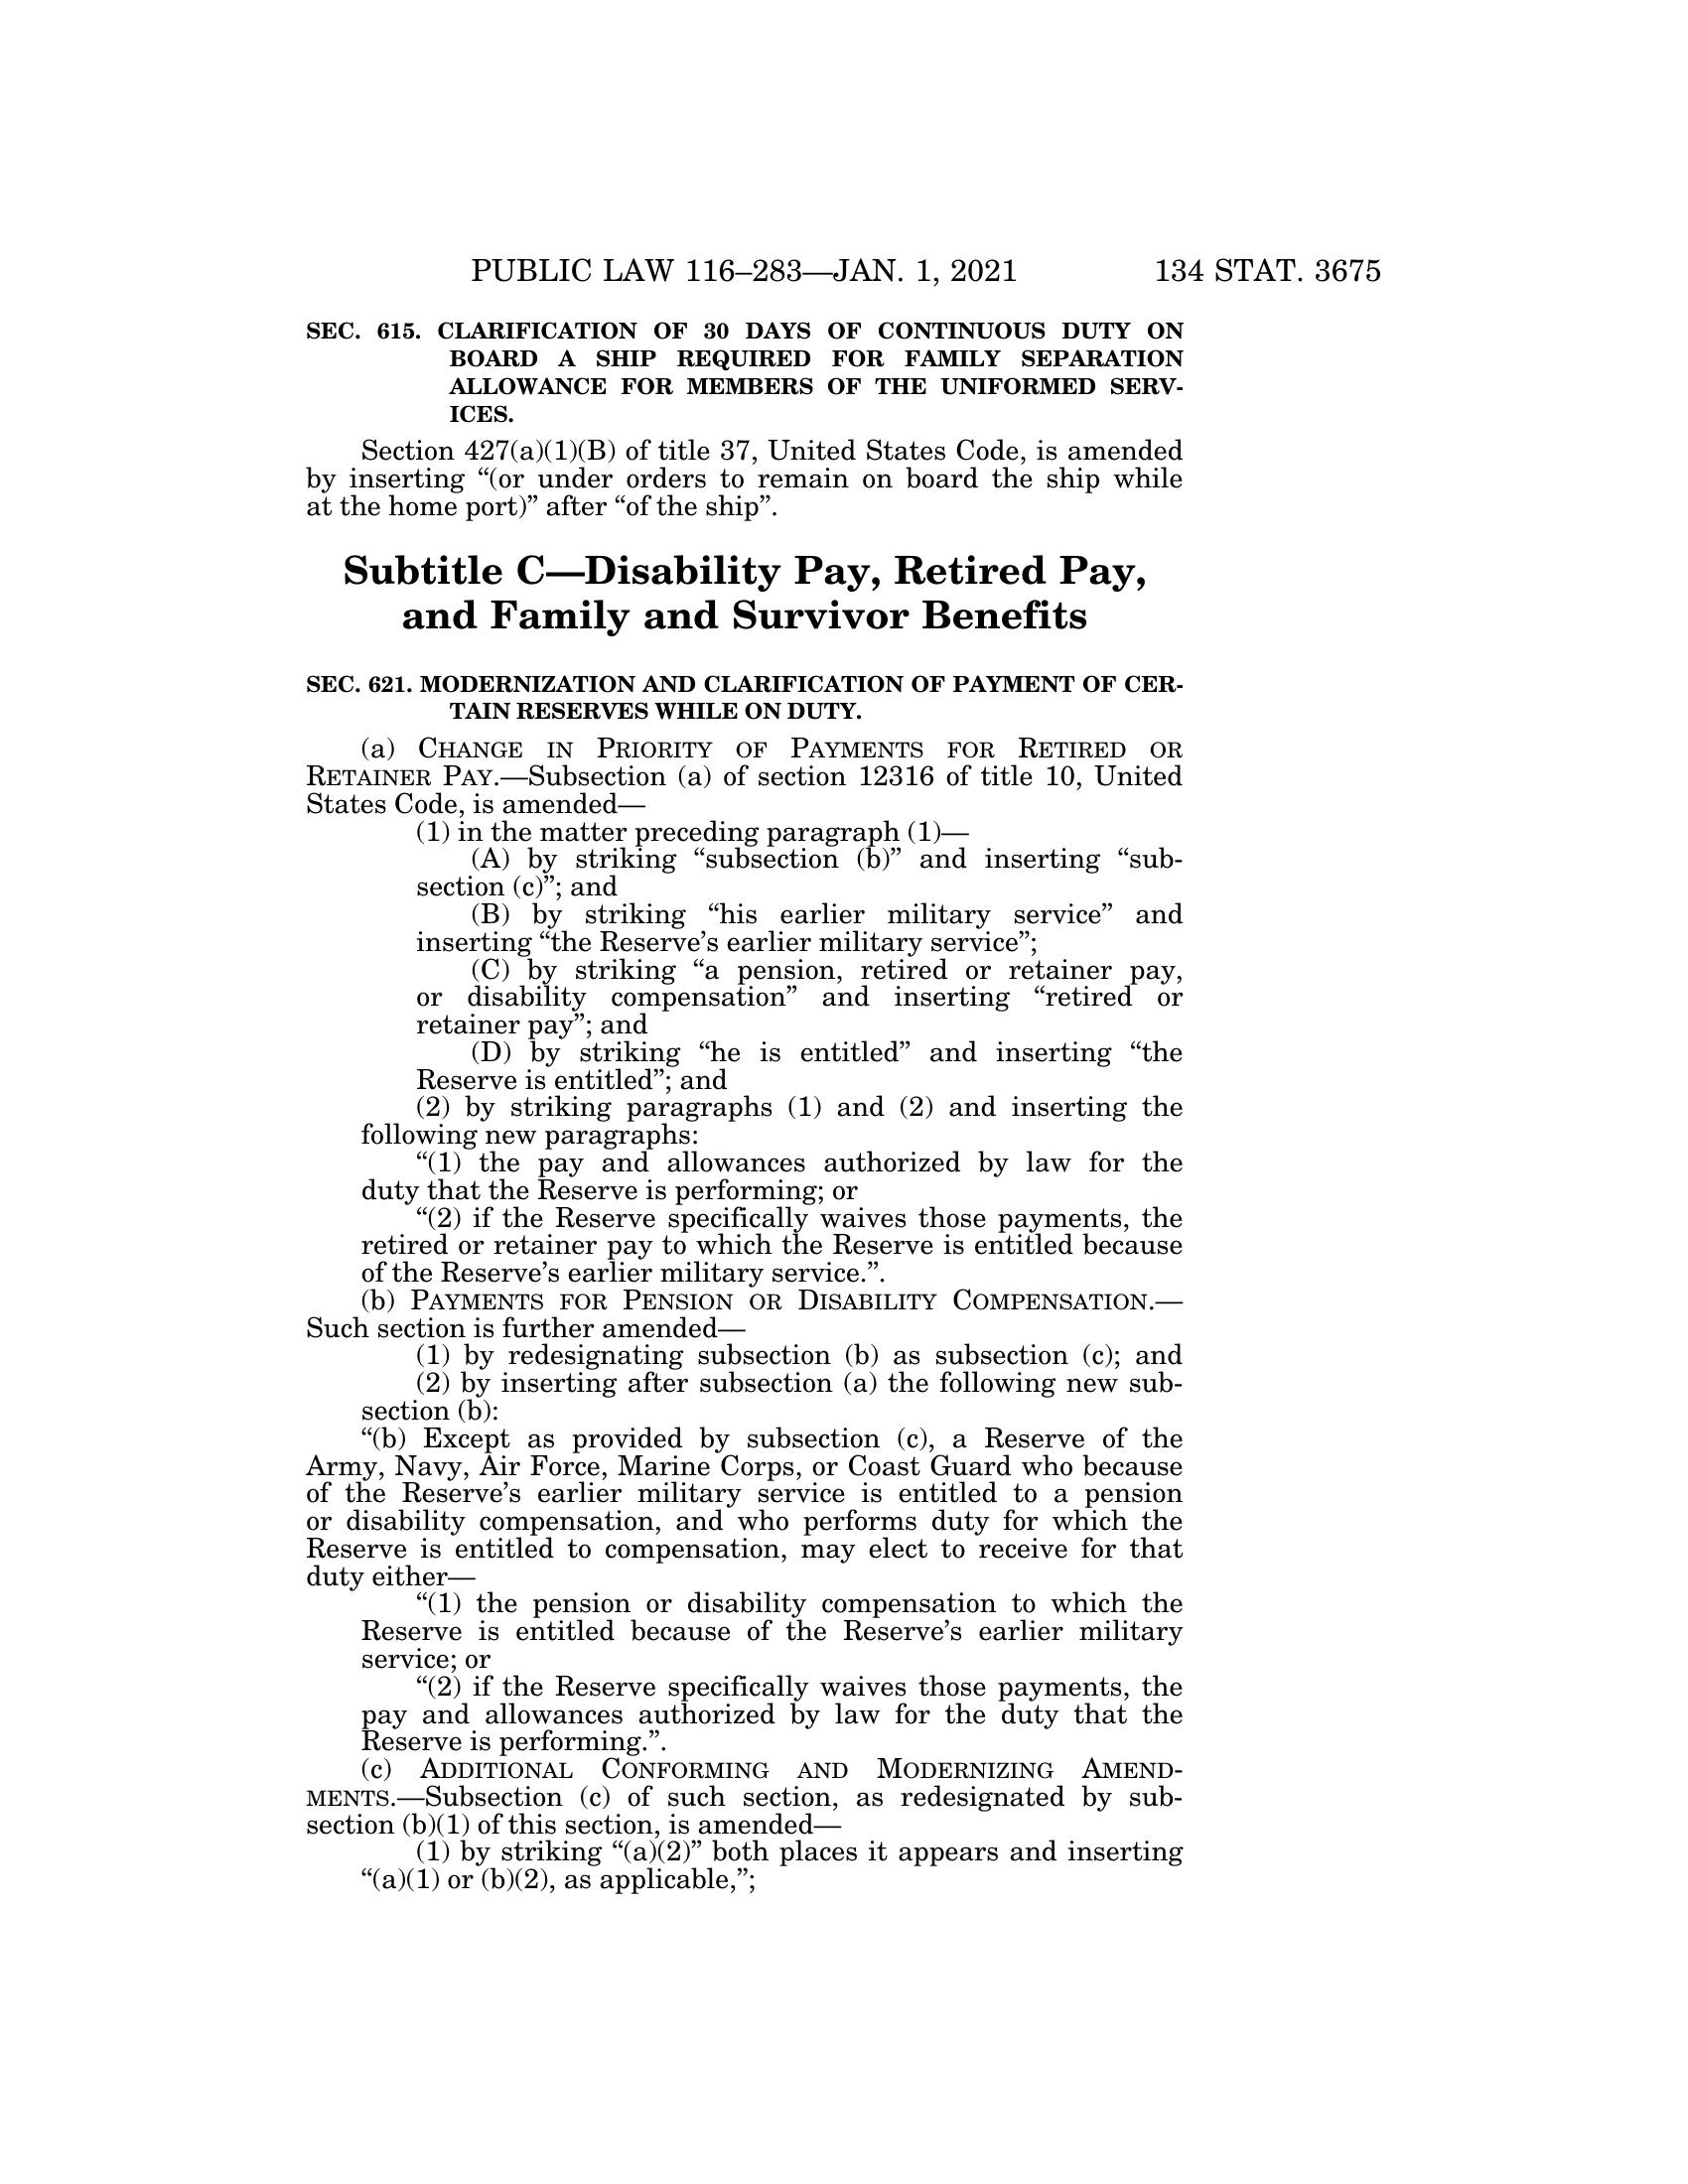 PUBLIC LAW 116–283—JAN. 1, 2021 134 STAT. 3675
SEC. 615. CLARIFICATION OF 30 DAYS OF CONTINUOUS DUTY ON
BOARD A SHIP REQUIRED FOR FAMILY SEPARATION
ALLOWANCE FOR MEMBERS OF THE UNIFORMED SERV-
ICES.
Section 427(a)(1)(B) of title 37, United States Code, is amended
by inserting “(or under orders to remain on board the ship while
at the home port)” after “of the ship”.
Subtitle C—Disability Pay, Retired Pay,
and Family and Survivor Benefits
SEC. 621. MODERNIZATION AND CLARIFICATION OF PAYMENT OF CER-
TAIN RESERVES WHILE ON DUTY.
(a) CHANGE IN PRIORITY OF PAYMENTS FOR RETIRED OR
RETAINER PAY.—Subsection (a) of section 12316 of title 10, United
States Code, is amended—
(1) in the matter preceding paragraph (1)—
(A) by striking “subsection (b)” and inserting “sub-
section (c)”; and
(B) by striking “his earlier military service” and
inserting “the Reserve’s earlier military service”;
(C) by striking “a pension, retired or retainer pay,
or disability compensation” and inserting “retired or
retainer pay”; and
(D) by striking “he is entitled” and inserting “the
Reserve is entitled”; and
(2) by striking paragraphs (1) and (2) and inserting the
following new paragraphs:
“(1) the pay and allowances authorized by law for the
duty that the Reserve is performing; or
“(2) if the Reserve specifically waives those payments, the
retired or retainer pay to which the Reserve is entitled because
of the Reserve’s earlier military service.”.
(b) PAYMENTS FOR PENSION OR DISABILITY COMPENSATION.—
Such section is further amended—
(1) by redesignating subsection (b) as subsection (c); and
(2) by inserting after subsection (a) the following new sub-
section (b):
“(b) Except as provided by subsection (c), a Reserve of the
Army, Navy, Air Force, Marine Corps, or Coast Guard who because
of the Reserve’s earlier military service is entitled to a pension
or disability compensation, and who performs duty for which the
Reserve is entitled to compensation, may elect to receive for that
duty either—
“(1) the pension or disability compensation to which the
Reserve is entitled because of the Reserve’s earlier military
service; or
“(2) if the Reserve specifically waives those payments, the
pay and allowances authorized by law for the duty that the
Reserve is performing.”.
(c) ADDITIONAL CONFORMING AND MODERNIZING AMEND-
MENTS.—Subsection (c) of such section, as redesignated by sub-
section (b)(1) of this section, is amended—
(1) by striking “(a)(2)” both places it appears and inserting
“(a)(1) or (b)(2), as applicable,”;